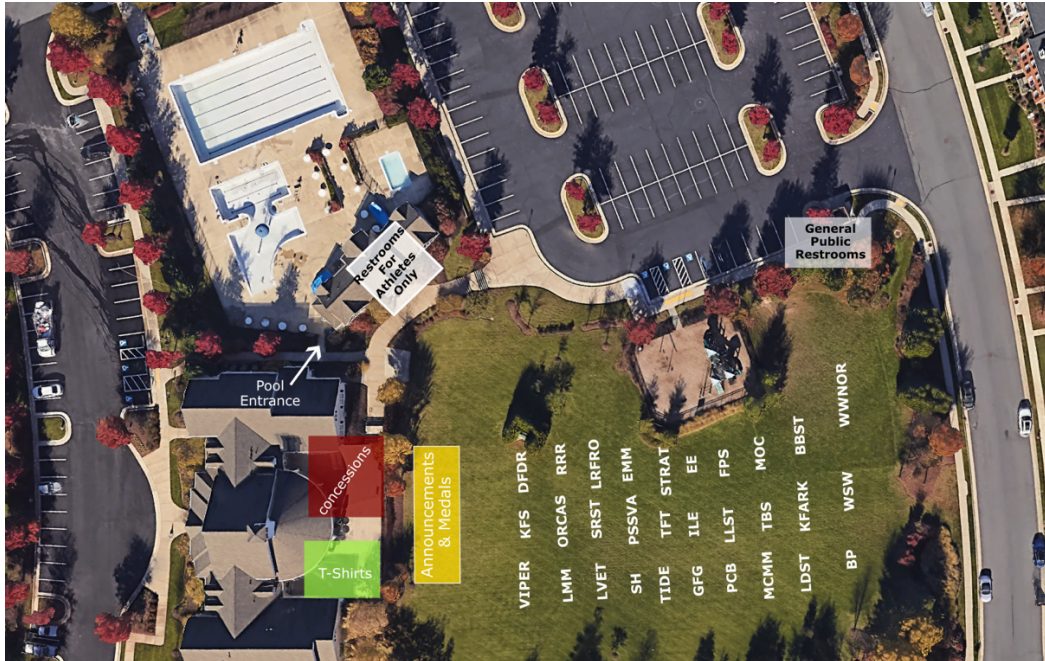 General
Public
Restrooms
Restrooms
For
Athletes
Only
Pool
Entrance
concessions
T-Shirts
Announcements
& Medals
VIPER KFS DFDR
LMM ORCAS RRR
LVET SRST LRFRO
SH PSSVA EMM
TIDE TFT STRAT
GFG ILE EE
PCB LLST FPS
MCMM TBS MOC
LDST KFARK BBST
BP WSW WWNOR